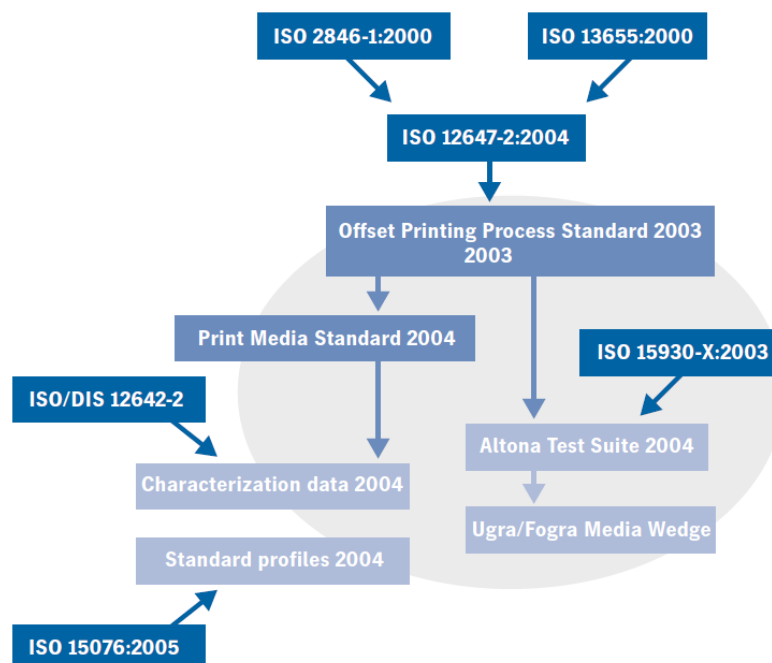 ISO 2846-1:2000
ISO 13655:2000
ISO 12647-2:2004
Offset Printing Process Standard 2003
2003
Print Media Standard 2004
ISO 15930-X:2003
ISO/DIS 12642-2
Altona Test Suite 2004
Characterization data 2004
Ugra/Fogra Media Wedge
Standard profiles 2004
ISO 15076:2005